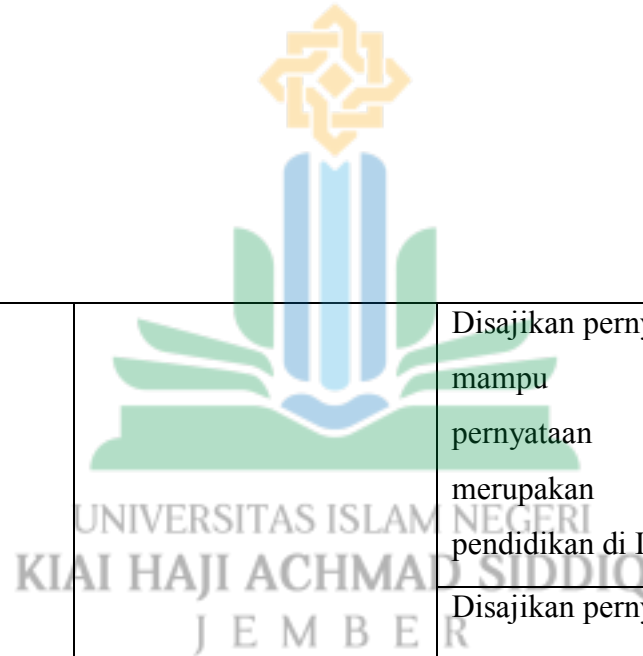 Disajikan perny
mampu
pernyataan
merupakan
UNIVERSITAS ISLAM NEGERI
pendidikan di I
KIAI HAJI ACHMAD SIDDIQ
Disajikan perny
J E M B E R